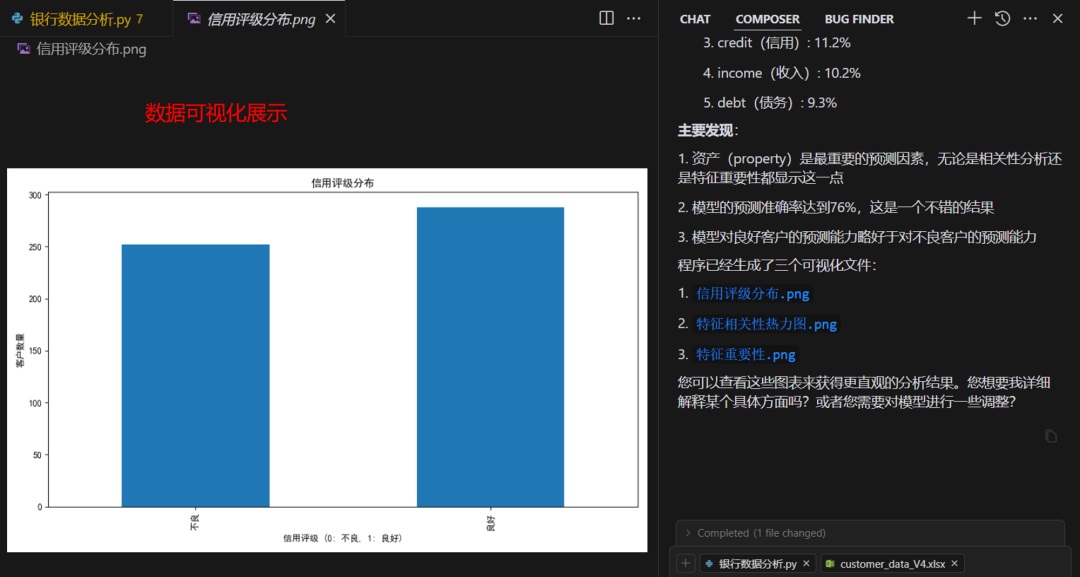 银行数据分析.py 7
信用评级分布.png
信用评级分布.png
数据可视化展示
信用评级分布
300
250
200
150
100
50
0
客户数量
不良
良好
信用评级 (0: 不良, 1: 良好)
CHAT COMPOSER BUG FINDER
3. credit（信用）: 11.2%
4. income（收入）: 10.2%
5. debt（债务）: 9.3%
主要发现：
1. 资产（property）是最重要的预测因素，无论是相关性分析还
是特征重要性都显示这一点
2. 模型的预测准确率达到76%，这是一个不错的结果
3. 模型对良好客户的预测能力略好于对不良客户的预测能力
程序已经生成了三个可视化文件：
1. 信用评级分布.png
2. 特征相关性热力图.png
3. 特征重要性.png
您可以查看这些图表来获得更直观的分析结果。您想要我详细
解释某个具体方面吗？或者您需要对模型进行一些调整？
Completed (1 file changed)
银行数据分析.py
customer_data_V4.xlsx